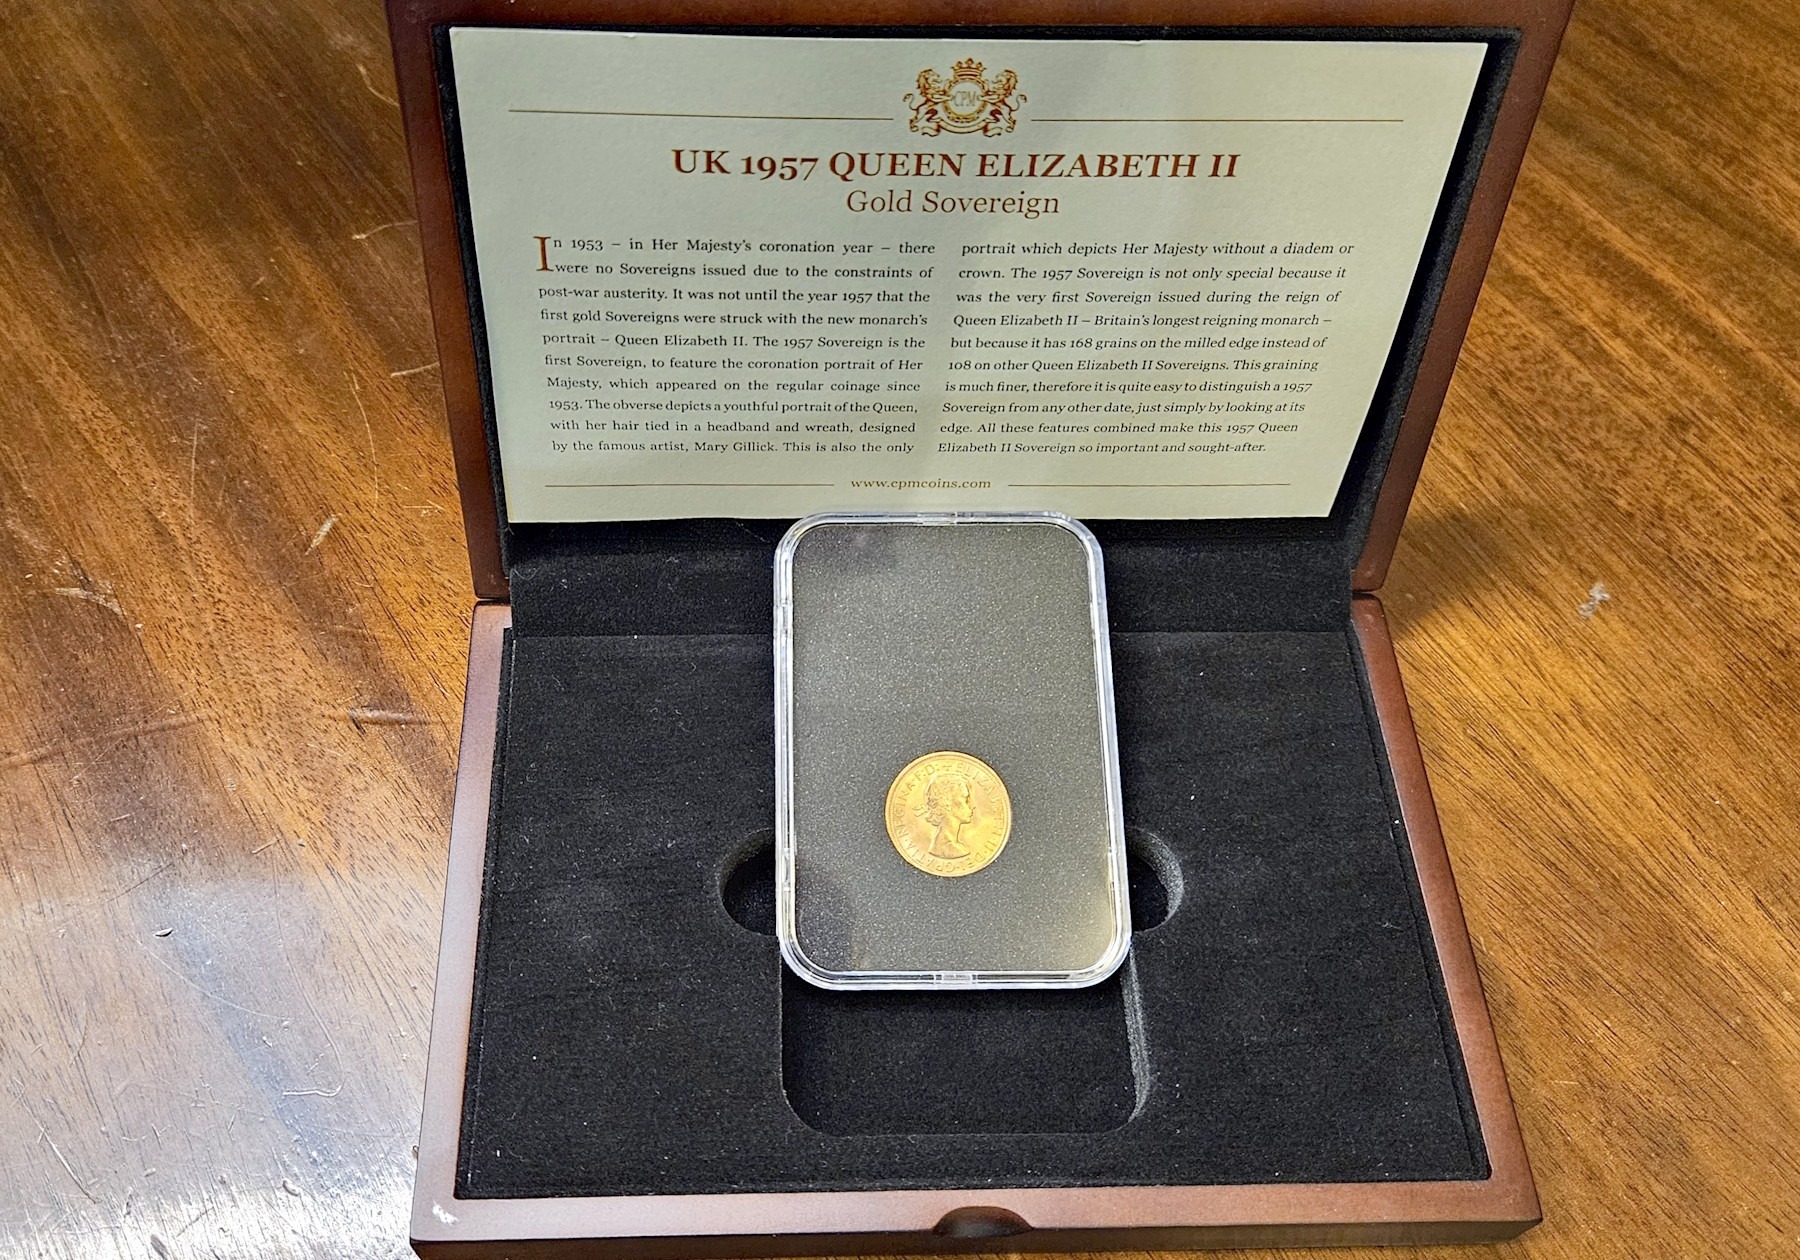 CPM
UK 1957 QUEEN ELIZABETH II
Gold Sovereign
In 1953 – in Her Majesty's coronation year – there
were no Sovereigns issued due to the constraints of
post-war austerity. It was not until the year 1957 that the
first gold Sovereigns were struck with the new monarch's
portrait – Queen Elizabeth II. The 1957 Sovereign is the
first Sovereign, to feature the coronation portrait of Her
Majesty, which appeared on the regular coinage since
1953. The obverse depicts a youthful portrait of the Queen,
with her hair tied in a headband and wreath, designed
by the famous artist, Mary Gillick. This is also the only
portrait which depicts Her Majesty without a diadem or
crown. The 1957 Sovereign is not only special because it
was the very first Sovereign issued during the reign of
Queen Elizabeth II – Britain's longest reigning monarch –
but because it has 168 grains on the milled edge instead of
108 on other Queen Elizabeth II Sovereigns. This graining
is much finer, therefore it is quite easy to distinguish a 1957
Sovereign from any other date, just simply by looking at its
edge. All these features combined make this 1957 Queen
Elizabeth II Sovereign so important and sought-after.
www.cpmcoins.com
+ELIZABETH II DEI GRATIA REGINA F:D: